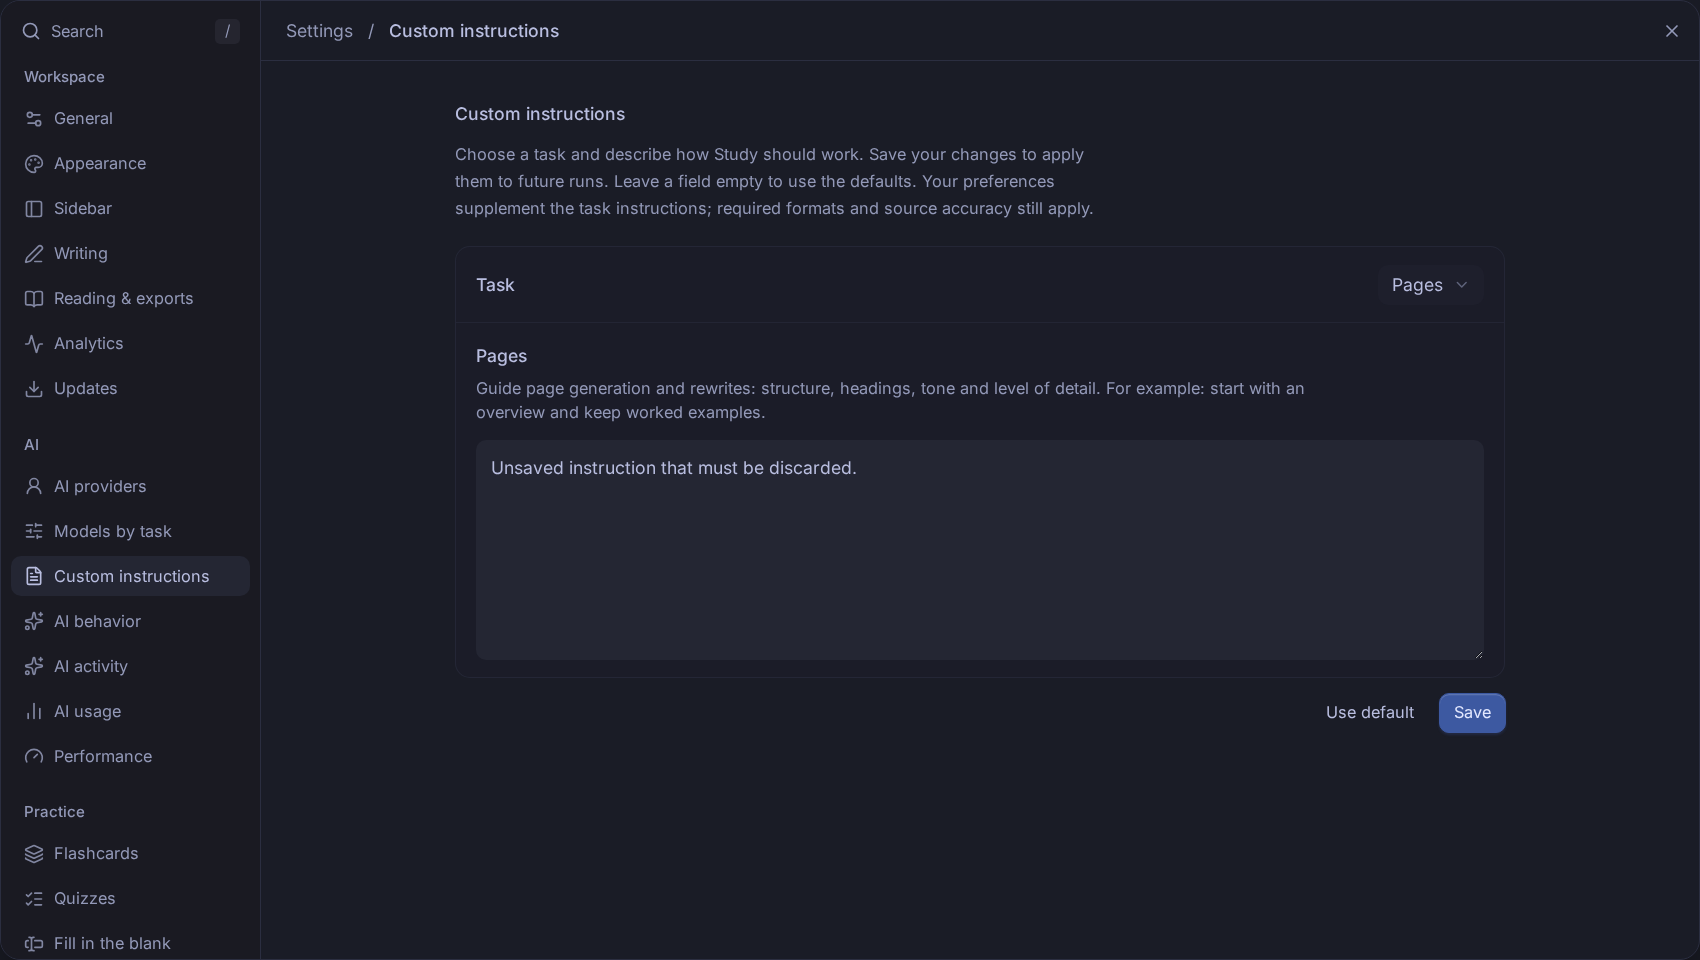 Search
/
Workspace
General
Appearance
Sidebar
Writing
Reading & exports
Analytics
Updates
AI
AI providers
Models by task
Custom instructions
AI behavior
AI activity
AI usage
Performance
Practice
Flashcards
Quizzes
Fill in the blank
Settings / Custom instructions
Custom instructions
Choose a task and describe how Study should work. Save your changes to apply
them to future runs. Leave a field empty to use the defaults. Your preferences
supplement the task instructions; required formats and source accuracy still apply.
Task
Pages
Pages
Guide page generation and rewrites: structure, headings, tone and level of detail. For example: start with an
overview and keep worked examples.
Unsaved instruction that must be discarded.
Use default
Save